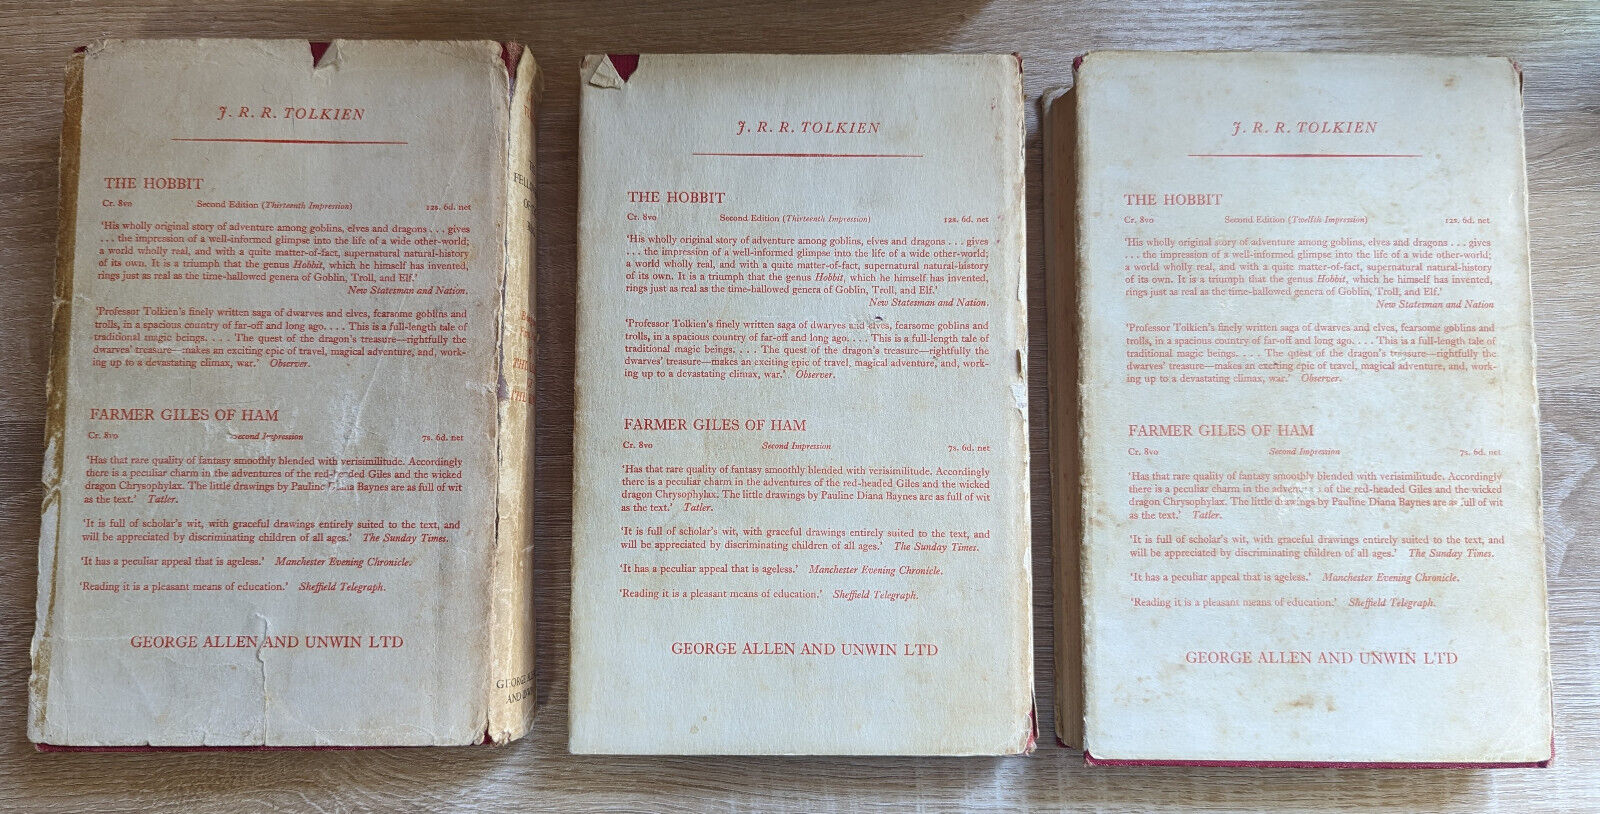 J. R. R. TOLKIEN
THE HOBBIT
Cr. 8vo Second Edition (Thirteenth Impression) 12s. 6d. net
'His wholly original story of adventure among goblins, elves and dragons . . . gives
. . . the impression of a well-informed glimpse into the life of a wide other-world;
a world wholly real, and with a quite matter-of-fact, supernatural natural-history
of its own. It is a triumph that the genus Hobbit, which he himself has invented,
rings just as real as the time-hallowed genera of Goblin, Troll, and Elf.'
New Statesman and Nation.
'Professor Tolkien's finely written saga of dwarves and elves, fearsome goblins and
trolls, in a spacious country of far-off and long ago. . . . This is a full-length tale of
traditional magic beings. . . . The quest of the dragon's treasure—rightfully the
dwarves' treasure—makes an exciting epic of travel, magical adventure, and, work-
ing up to a devastating climax, war.' Observer.
FARMER GILES OF HAM
Cr. 8vo Second Impression 7s. 6d. net
'Has that rare quality of fantasy smoothly blended with verisimilitude. Accordingly
there is a peculiar charm in the adventures of the red-headed Giles and the wicked
dragon Chrysophylax. The little drawings by Pauline Diana Baynes are as full of wit
as the text.' Tatler.
'It is full of scholar's wit, with graceful drawings entirely suited to the text, and
will be appreciated by discriminating children of all ages.' The Sunday Times.
'It has a peculiar appeal that is ageless.' Manchester Evening Chronicle.
'Reading it is a pleasant means of education.' Sheffield Telegraph.
GEORGE ALLEN AND UNWIN LTD
GEORGE
AND
J. R. R. TOLKIEN
THE HOBBIT
Cr. 8vo Second Edition (Thirteenth Impression) 12s. 6d. net
'His wholly original story of adventure among goblins, elves and dragons . . . gives
. . . the impression of a well-informed glimpse into the life of a wide other-world;
a world wholly real, and with a quite matter-of-fact, supernatural natural-history
of its own. It is a triumph that the genus Hobbit, which he himself has invented,
rings just as real as the time-hallowed genera of Goblin, Troll, and Elf.'
New Statesman and Nation.
'Professor Tolkien's finely written saga of dwarves and elves, fearsome goblins and
trolls, in a spacious country of far-off and long ago. . . . This is a full-length tale of
traditional magic beings. . . . The quest of the dragon's treasure—rightfully the
dwarves' treasure—makes an exciting epic of travel, magical adventure, and, work-
ing up to a devastating climax, war.' Observer.
FARMER GILES OF HAM
Cr. 8vo Second Impression 7s. 6d. net
'Has that rare quality of fantasy smoothly blended with verisimilitude. Accordingly
there is a peculiar charm in the adventures of the red-headed Giles and the wicked
dragon Chrysophylax. The little drawings by Pauline Diana Baynes are as full of wit
as the text.' Tatler.
'It is full of scholar's wit, with graceful drawings entirely suited to the text, and
will be appreciated by discriminating children of all ages.' The Sunday Times.
'It has a peculiar appeal that is ageless.' Manchester Evening Chronicle.
'Reading it is a pleasant means of education.' Sheffield Telegraph.
GEORGE ALLEN AND UNWIN LTD
J. R. R. TOLKIEN
THE HOBBIT
Cr. 8vo Second Edition (Twelfth Impression) 12s. 6d. net
'His wholly original story of adventure among goblins, elves and dragons . . . gives
. . . the impression of a well-informed glimpse into the life of a wide other-world;
a world wholly real, and with a quite matter-of-fact, supernatural natural-history
of its own. It is a triumph that the genus Hobbit, which he himself has invented,
rings just as real as the time-hallowed genera of Goblin, Troll, and Elf.'
New Statesman and Nation
'Professor Tolkien's finely written saga of dwarves and elves, fearsome goblins and
trolls, in a spacious country of far-off and long ago. . . . This is a full-length tale of
traditional magic beings. . . . The quest of the dragon's treasure—rightfully the
dwarves' treasure—makes an exciting epic of travel, magical adventure, and, work-
ing up to a devastating climax, war.' Observer.
FARMER GILES OF HAM
Cr. 8vo Second Impression 7s. 6d. net
'Has that rare quality of fantasy smoothly blended with verisimilitude. Accordingly
there is a peculiar charm in the adventures of the red-headed Giles and the wicked
dragon Chrysophylax. The little drawings by Pauline Diana Baynes are as full of wit
as the text.' Tatler.
'It is full of scholar's wit, with graceful drawings entirely suited to the text, and
will be appreciated by discriminating children of all ages.' The Sunday Times.
'It has a peculiar appeal that is ageless.' Manchester Evening Chronicle.
'Reading it is a pleasant means of education.' Sheffield Telegraph.
GEORGE ALLEN AND UNWIN LTD